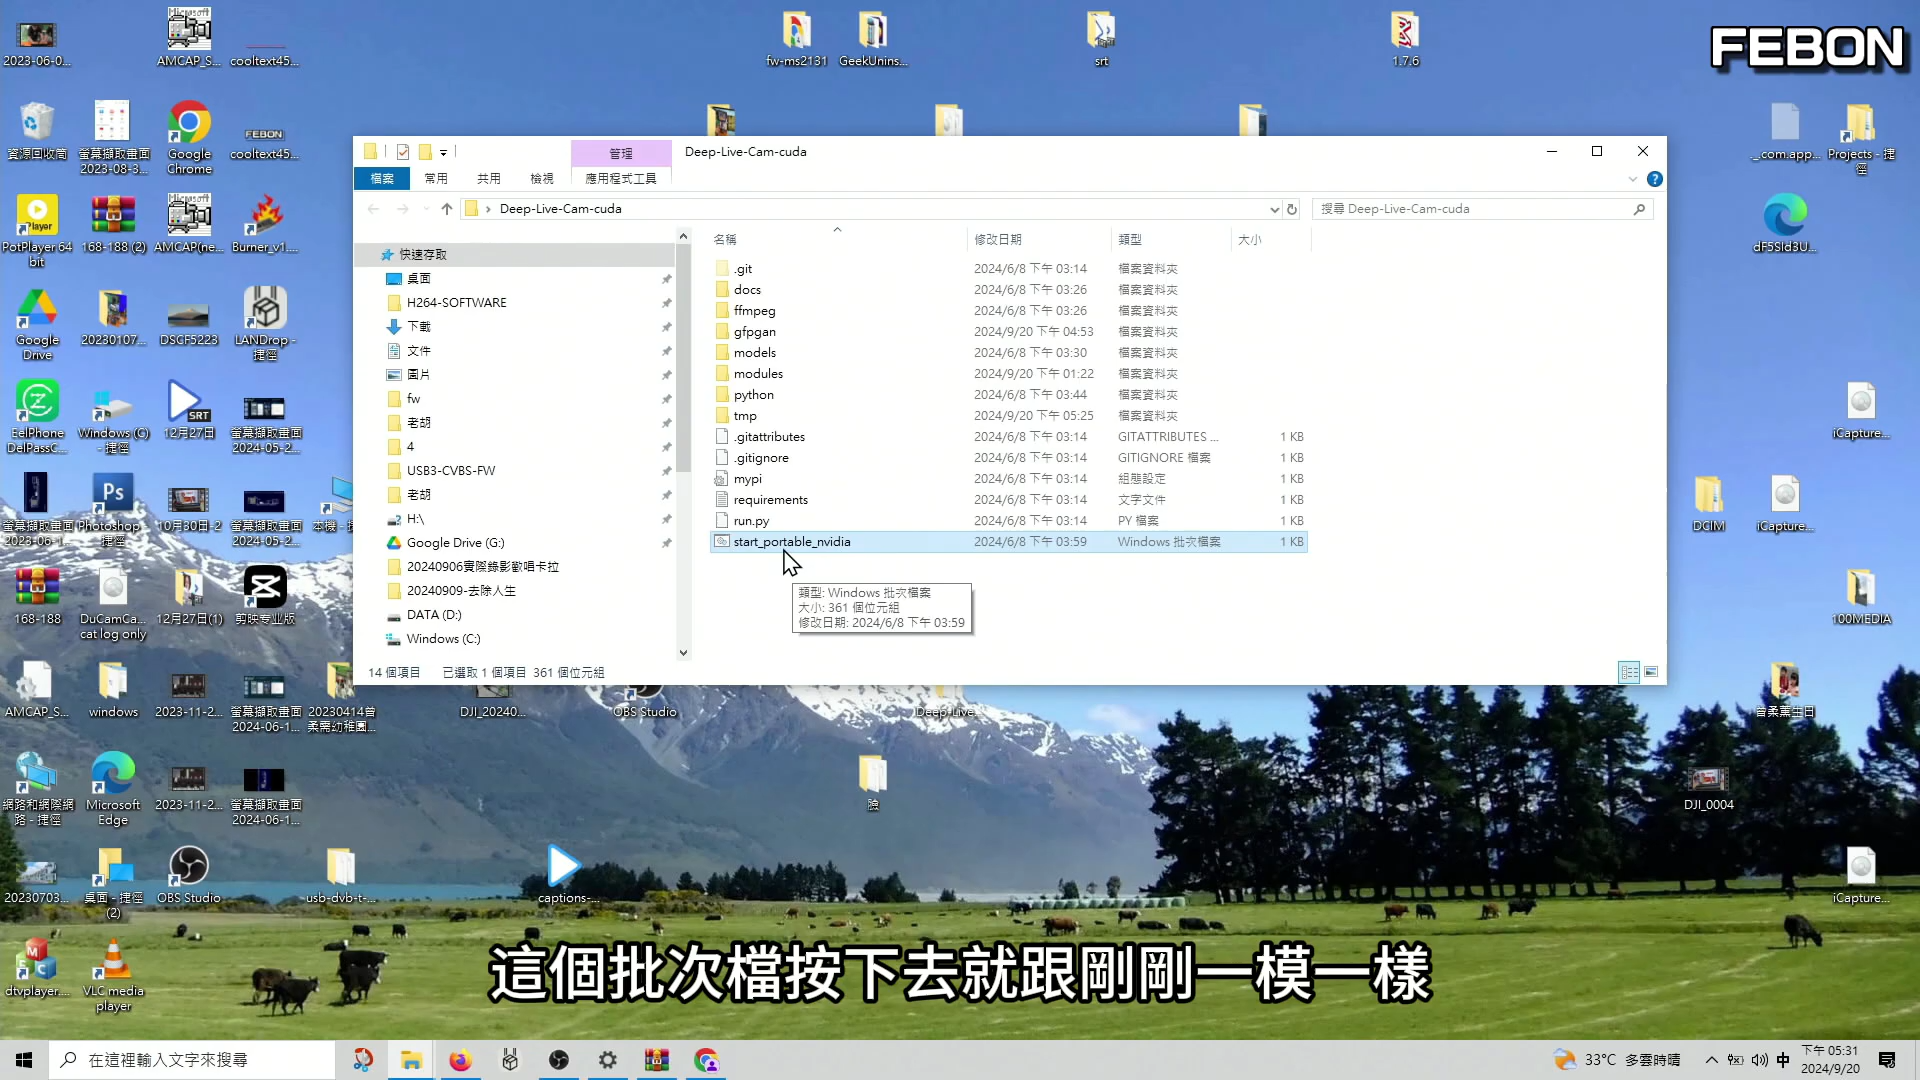 FEBON
2023-06-0...
AMCAP_S...
cooltext45...
fw-ms2131
GeekUnins...
srt
1.7.6
資源回收筒
螢幕擷取畫面
2023-08-3...
Google
Chrome
FEBON
cooltext45...
._.com.app...
Projects - 捷
徑
PotPlayer 64
bit
168-188 (2)
AMCAP(ne...
Burner_v1....
dF5Sld3U...
Google
Drive
20230107...
DSCF5223
LANDrop -
捷徑
EelPhone
DelPassC...
Windows (C)
- 捷徑
SRT
12月27日
螢幕擷取畫面
2024-05-2...
iCapture...
螢幕擷取畫面
2023-06-1...
Photoshop -
捷徑
10月30日-2
螢幕擷取畫面
2024-05-2...
DCIM
iCapture...
168-188
DuCamCa...
cat log only
12月27日(1)
剪映专业版
100MEDIA
AMCAP_S...
windows
2023-11-2...
螢幕擷取畫面
2024-06-1...
20230414曾
柔薷幼稚園...
DJI_20240...
OBS Studio
Deep-Live...
曾柔薰生日
網路和網際網
路 - 捷徑
Microsoft
Edge
2023-11-2...
螢幕擷取畫面
2024-06-1...
臉
DJI_0004
20230703...
桌面 - 捷徑
(2)
OBS Studio
usb-dvb-t-...
captions-...
iCapture...
dtvplayer....
VLC media
player
管理
Deep-Live-Cam-cuda
檔案
常用
共用
檢視
應用程式工具
Deep-Live-Cam-cuda
搜尋 Deep-Live-Cam-cuda
快速存取
桌面
H264-SOFTWARE
下載
文件
圖片
fw
老胡
4
USB3-CVBS-FW
老胡
H:\
Google Drive (G:)
20240906實際錄影歡唱卡拉
20240909-去除人生
DATA (D:)
Windows (C:)
名稱 修改日期 類型 大小
.git 2024/6/8 下午 03:14 檔案資料夾
docs 2024/6/8 下午 03:26 檔案資料夾
ffmpeg 2024/6/8 下午 03:26 檔案資料夾
gfpgan 2024/9/20 下午 04:53 檔案資料夾
models 2024/6/8 下午 03:30 檔案資料夾
modules 2024/9/20 下午 01:22 檔案資料夾
python 2024/6/8 下午 03:44 檔案資料夾
tmp 2024/9/20 下午 05:25 檔案資料夾
.gitattributes 2024/6/8 下午 03:14 GITATTRIBUTES ... 1 KB
.gitignore 2024/6/8 下午 03:14 GITIGNORE 檔案 1 KB
mypi 2024/6/8 下午 03:14 組態設定 1 KB
requirements 2024/6/8 下午 03:14 文字文件 1 KB
run.py 2024/6/8 下午 03:14 PY 檔案 1 KB
start_portable_nvidia 2024/6/8 下午 03:59 Windows 批次檔案 1 KB
類型: Windows 批次檔案
大小: 361 個位元組
修改日期: 2024/6/8 下午 03:59
14 個項目 已選取 1 個項目 361 個位元組
這個批次檔按下去就跟剛剛一模一樣
在這裡輸入文字來搜尋
33°C 多雲時晴
中
下午 05:31
2024/9/20